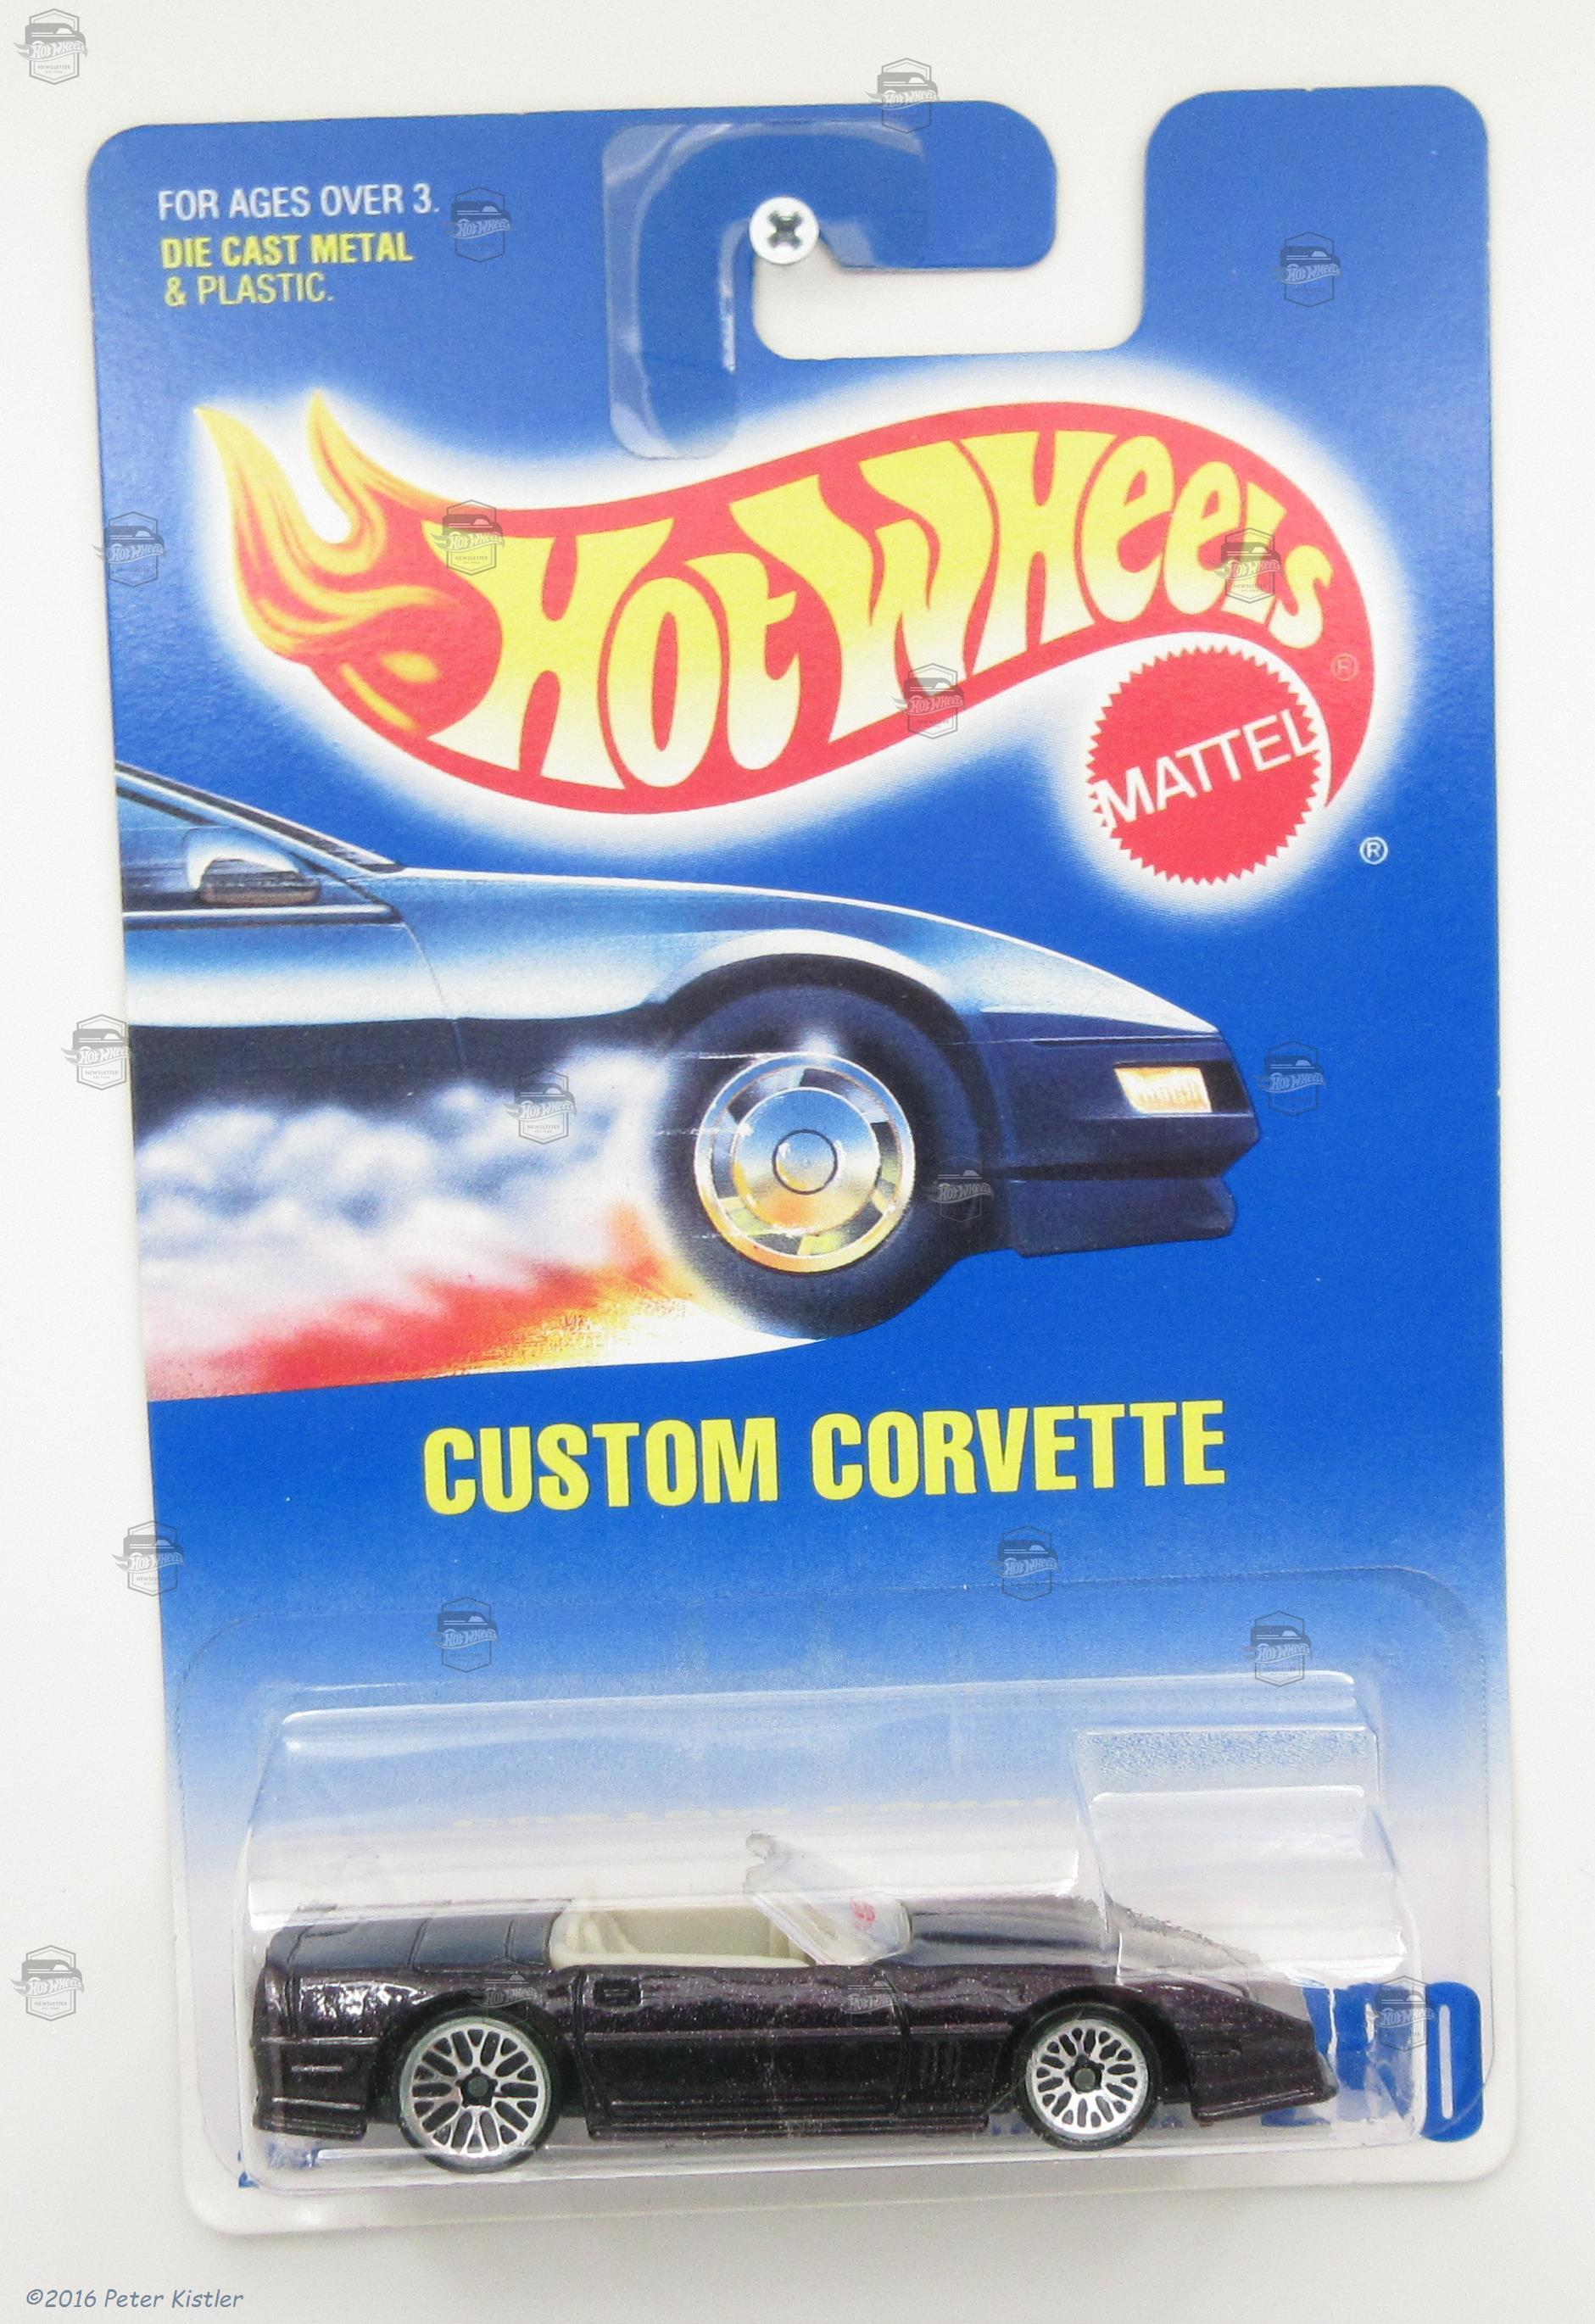 FOR AGES OVER 3.
DIE CAST METAL
& PLASTIC.
Hot Wheels ®
MATTEL
®
CUSTOM CORVETTE
©2016 Peter Kistler